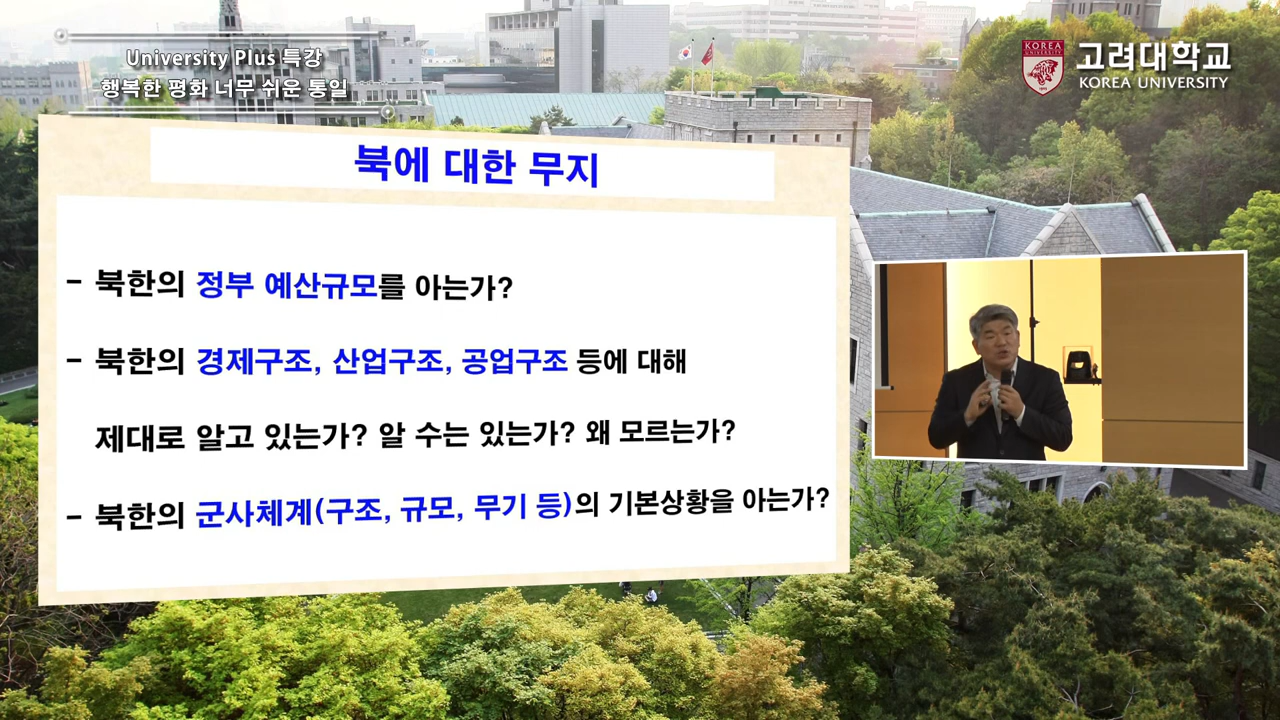 University Plus 특강
행복한 평화 너무 쉬운 통일
KOREA
UNIVERSITY
고려대학교
KOREA UNIVERSITY
북에 대한 무지
- 북한의 정부 예산규모를 아는가?
- 북한의 경제구조, 산업구조, 공업구조 등에 대해
제대로 알고 있는가? 알 수는 있는가? 왜 모르는가?
- 북한의 군사체계(구조, 규모, 무기 등)의 기본상황을 아는가?